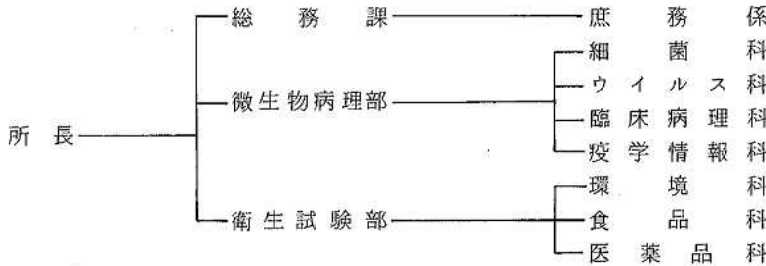 総務課 庶務係
細菌科
ウイルス科
微生物病理部
臨床病理科
所長
疫学情報科
環境科
衛生試験部 食品科
医薬品科